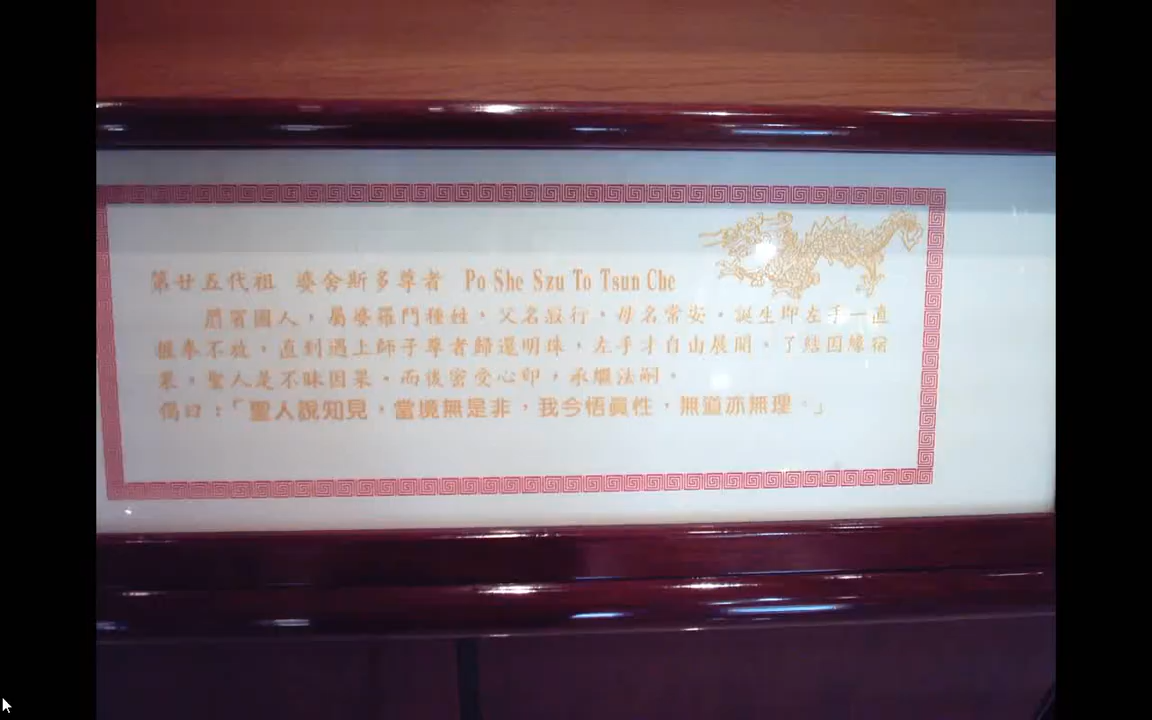 第廿五代祖 婆舍斯多尊者 Po She Szu To Tsun Che
罽賓國人，屬婆羅門種姓，父名寂行，母名常安。誕生即左手一直
握拳不放，直到遇上師子尊者歸還明珠，左手才自山展開。了結因緣宿
業。聖人是不昧因果。而後密受心印，承繼法嗣。
偈曰：「聖人說知見，當境無是非，我今悟眞性，無道亦無理。」